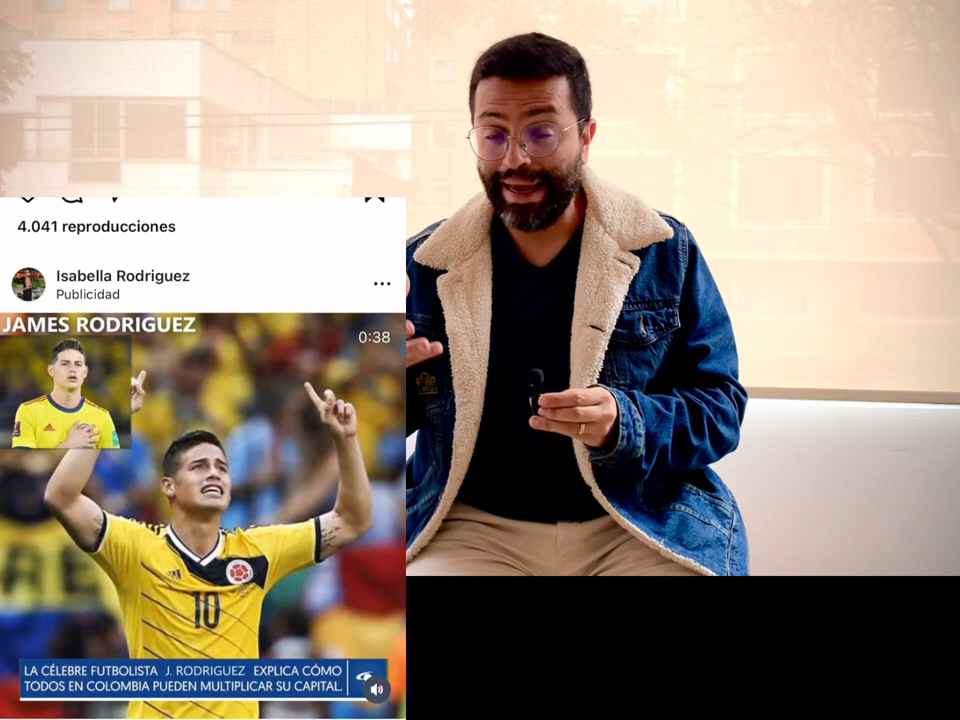 4.041 reproducciones
Isabella Rodriguez
Publicidad
JAMES RODRIGUEZ
0:38
10
LA CÉLEBRE FUTBOLISTA J. RODRIGUEZ EXPLICA CÓMO
TODOS EN COLOMBIA PUEDEN MULTIPLICAR SU CAPITAL.